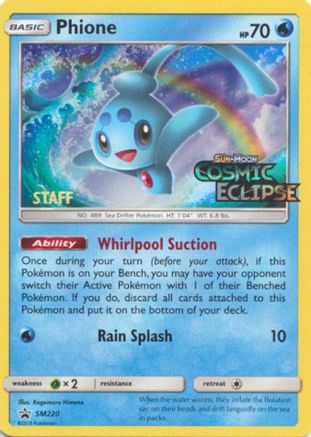 BASIC Phione HP 70
STAFF
SUN & MOON
COSMIC
ECLIPSE
NO. 489 Sea Drifter Pokémon HT: 1'04" WT: 6.8 lbs.
Ability Whirlpool Suction
Once during your turn (before your attack), if this
Pokémon is on your Bench, you may have your opponent
switch their Active Pokémon with 1 of their Benched
Pokémon. If you do, discard all cards attached to this
Pokémon and put it on the bottom of your deck.
Rain Splash 10
weakness ×2 resistance retreat
Illus. Kagemaru Himeno
SM220
©2019 Pokémon
When the water warms, they inflate the flotation
sac on their heads and drift languidly on the sea
in packs.